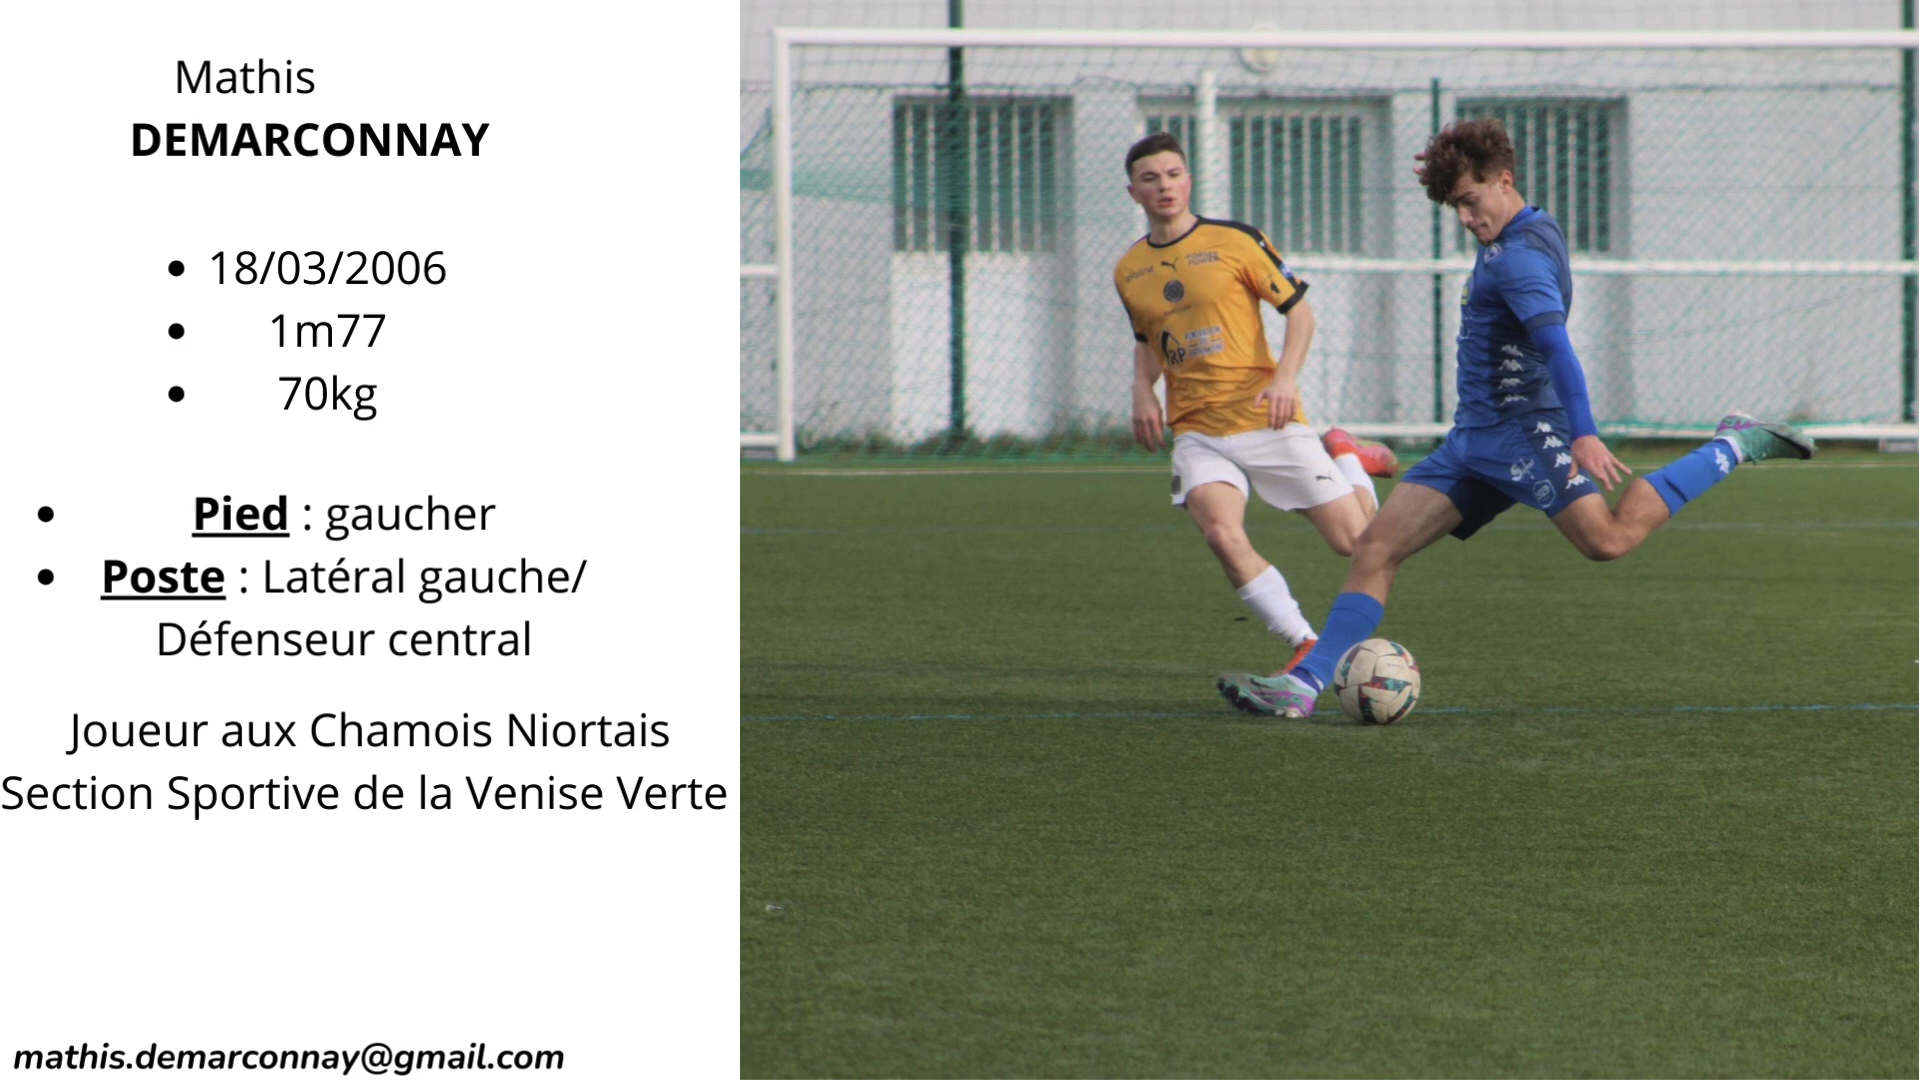 Mathis
DEMARCONNAY
18/03/2006
1m77
70kg
Pied : gaucher
Poste : Latéral gauche/
Défenseur central
Joueur aux Chamois Niortais
Section Sportive de la Venise Verte
mathis.demarconnay@gmail.com
RP